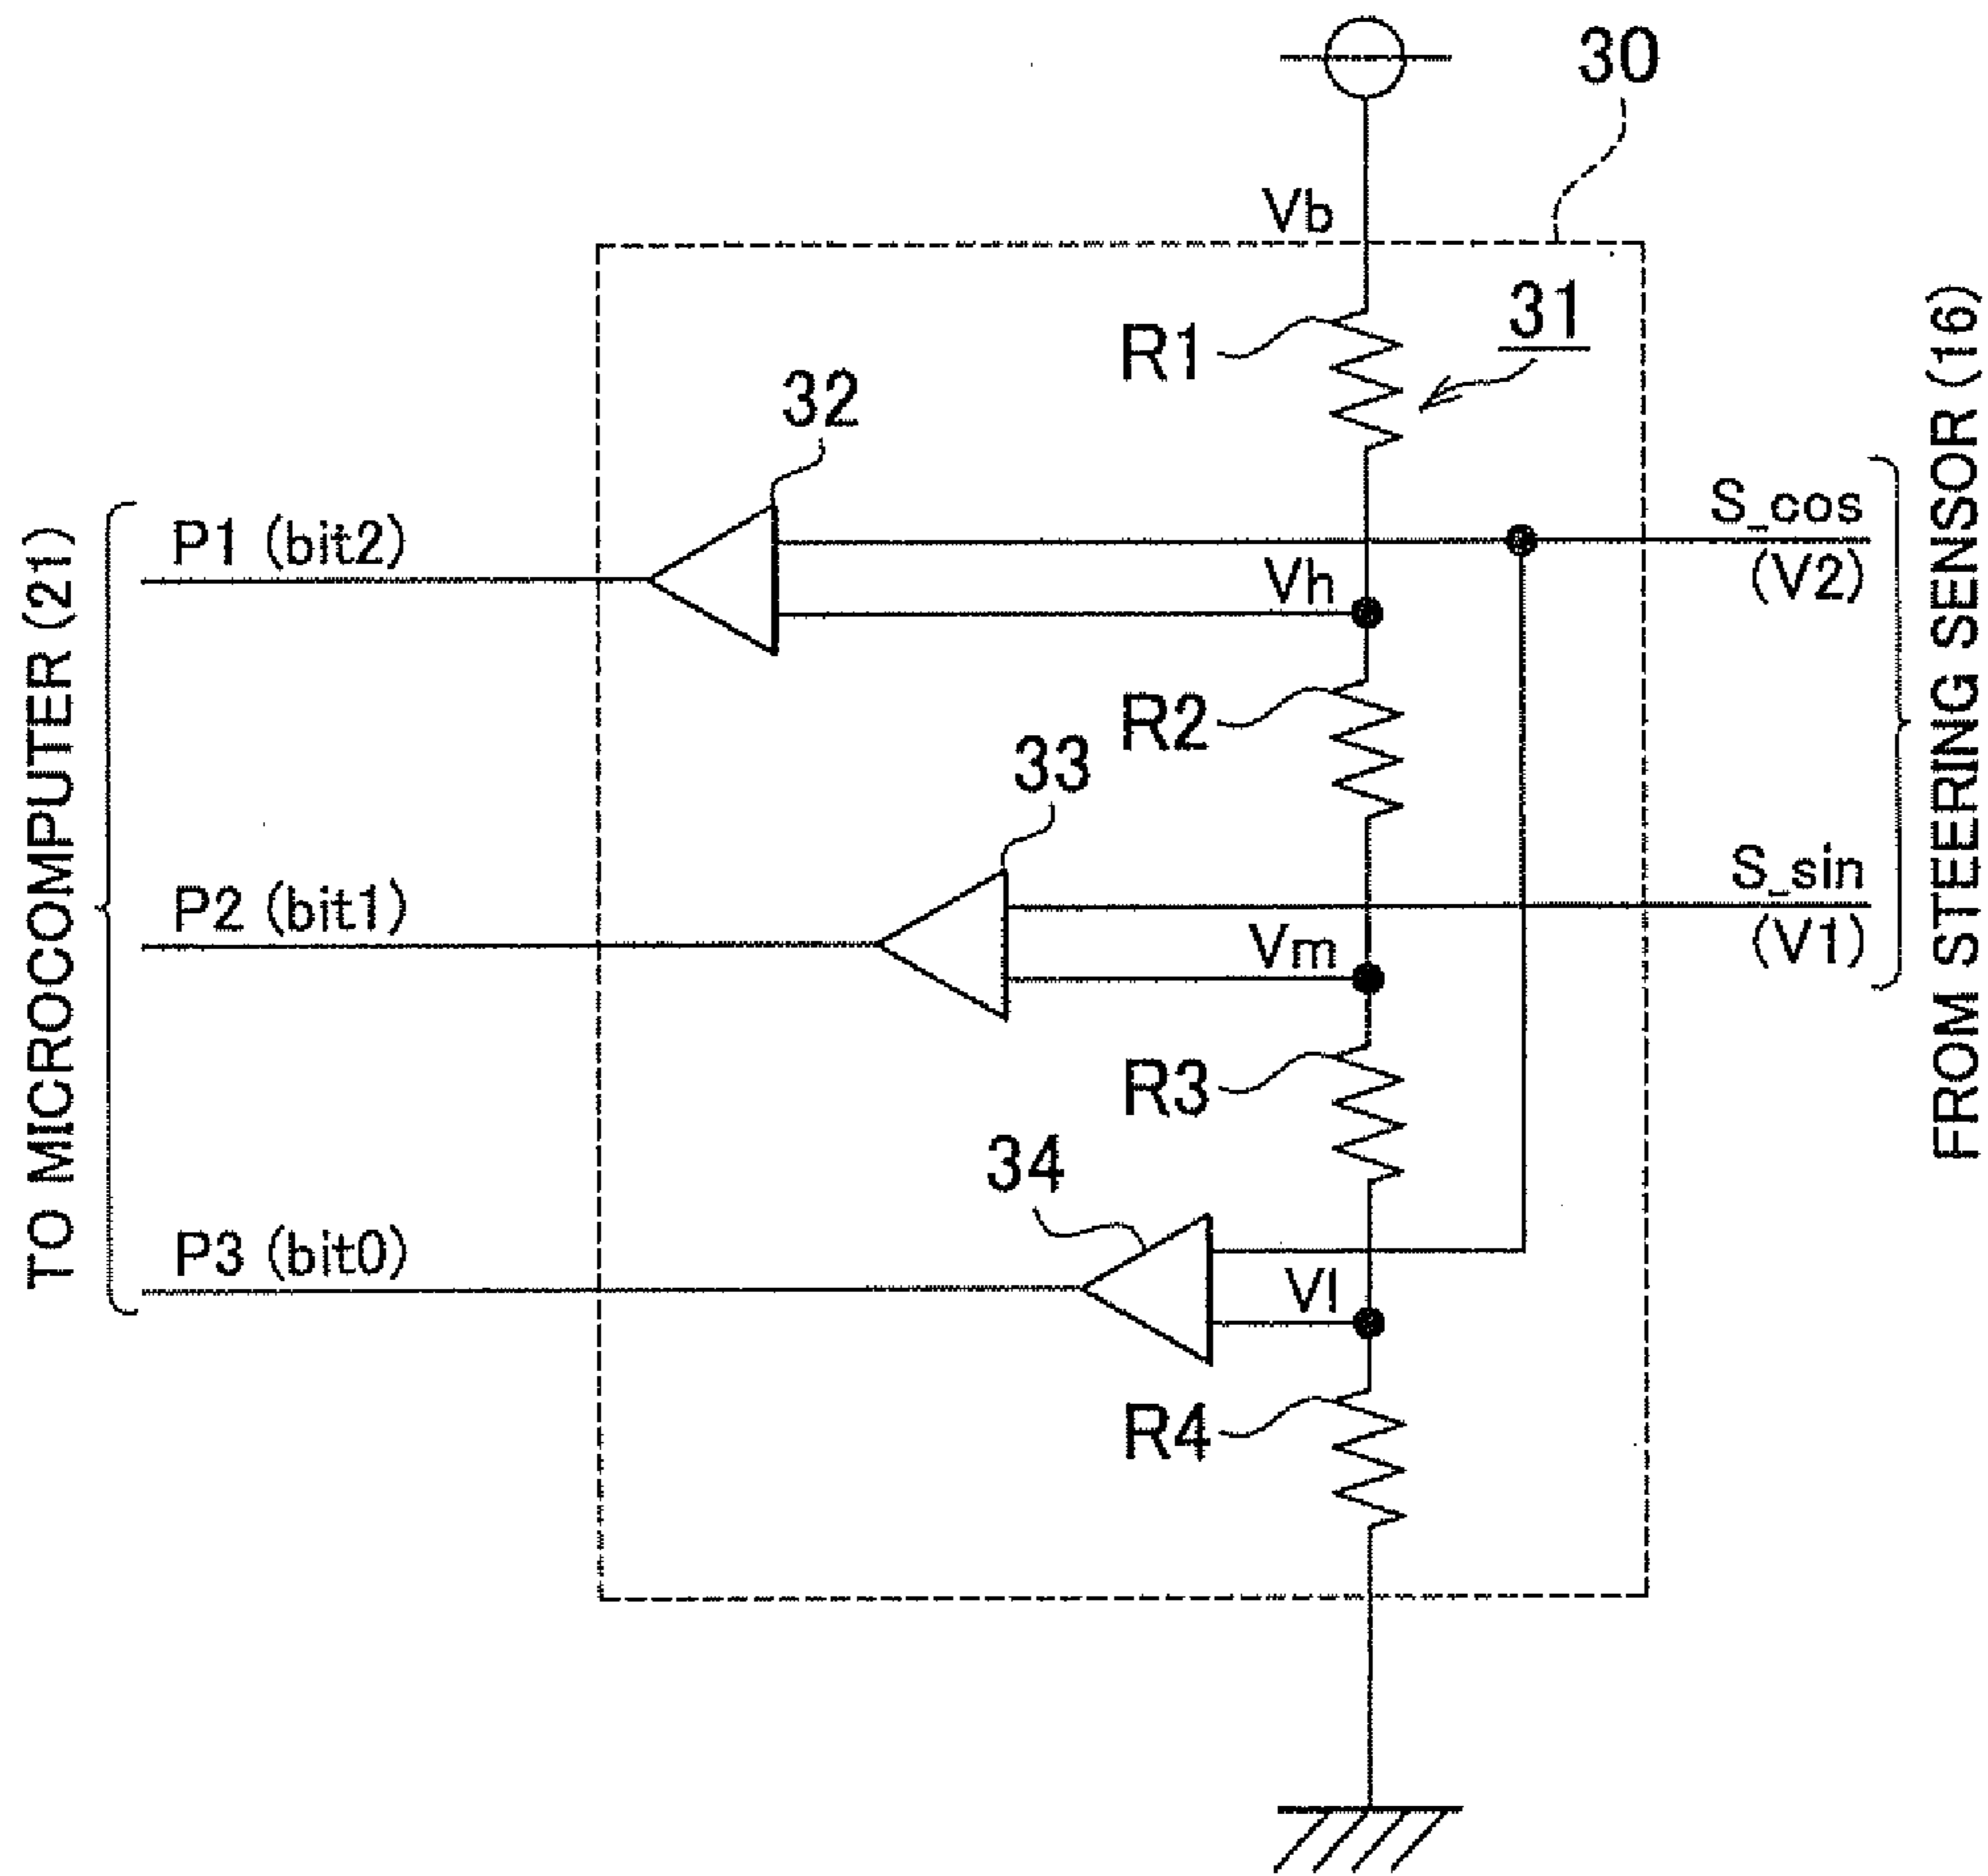 30
Vb
31
R1
32
S_cos
(V2)
P1 (bit2)
Vh
R2
33
S_sin
(V1)
P2 (bit1)
Vm
R3
34
P3 (bit0)
Vl
R4
TO MICROCOMPUTER (21)
FROM STEERING SENSOR (16)